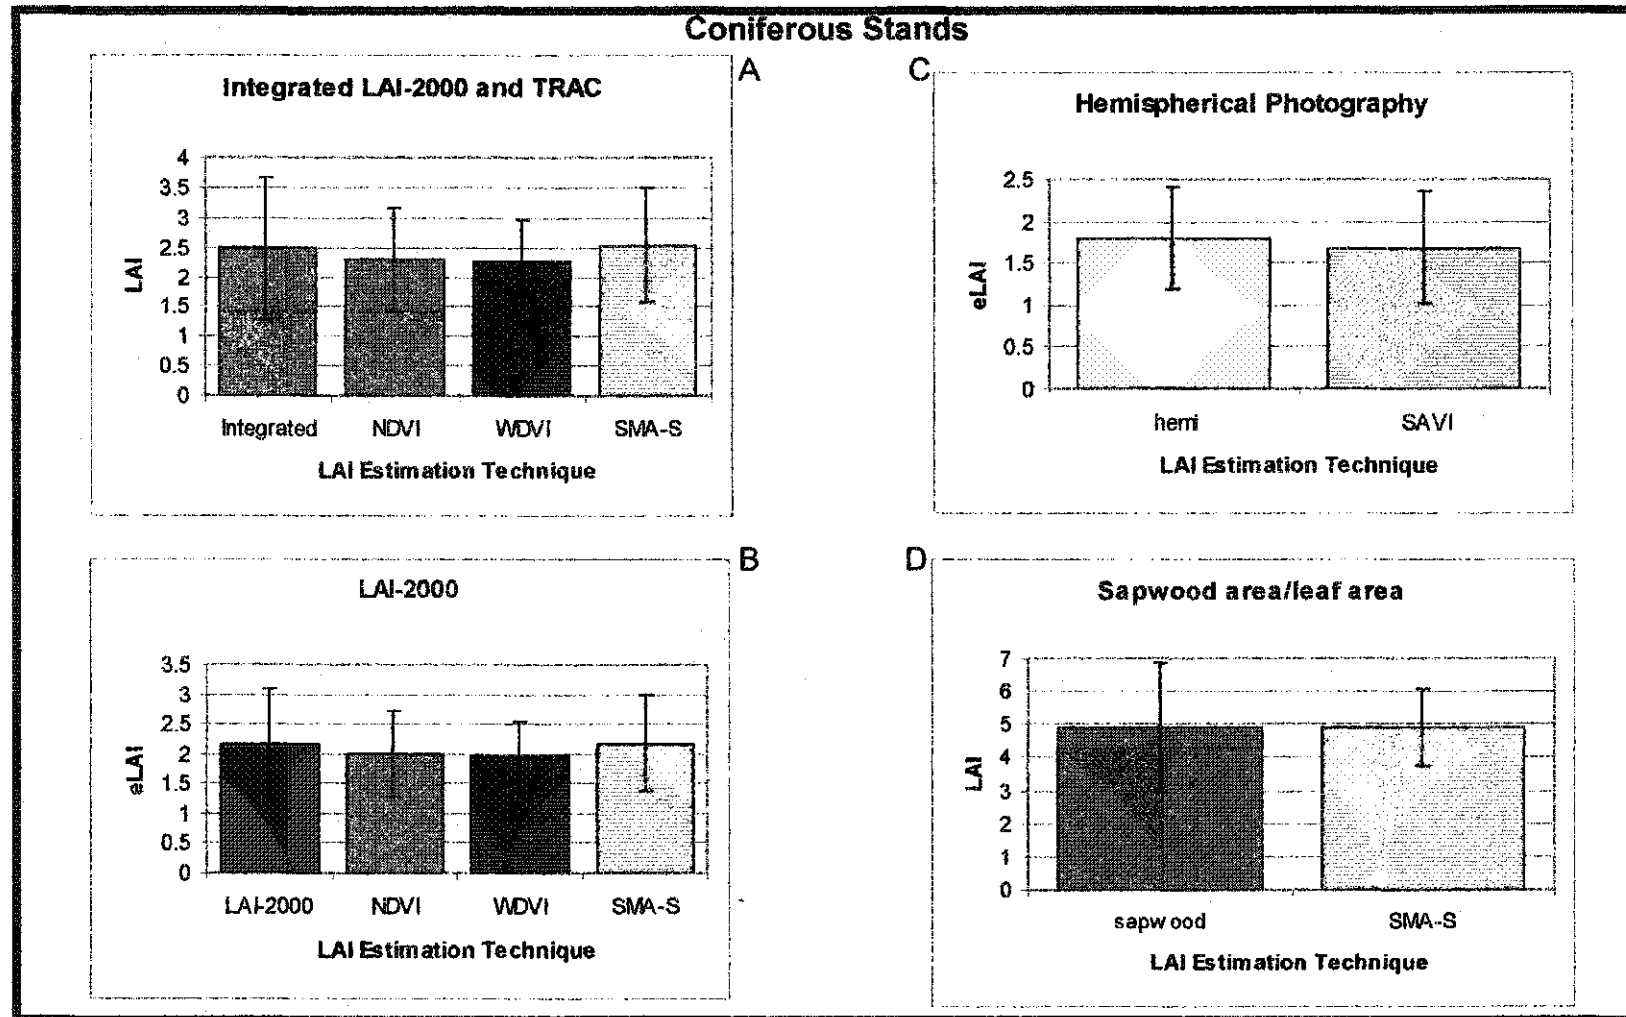 Coniferous Stands
A
Integrated LAI-2000 and TRAC
LAI
4
3.5
3
2.5
2
1.5
1
0.5
0
Integrated NDVI WDVI SMA-S
LAI Estimation Technique
C
Hemispherical Photography
eLAI
2.5
2
1.5
1
0.5
0
hemi SAVI
LAI Estimation Technique
B
LAI-2000
eLAI
3.5
3
2.5
2
1.5
1
0.5
0
LAI-2000 NDVI WDVI SMA-S
LAI Estimation Technique
D
Sapwood area/leaf area
LAI
7
6
5
4
3
2
1
0
sapwood SMA-S
LAI Estimation Technique